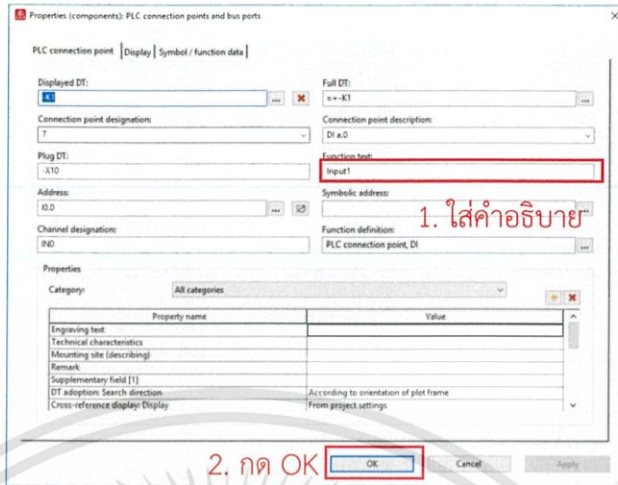 Properties (components): PLC connection points and bus ports
PLC connection point Display Symbol / function data
Displayed DT: Full DT:
-K1 ... =+-K1 ...
Connection point designation: Connection point description:
7 DI a.0
Plug DT: Function text:
-X10 Input1
Address: Symbolic address:
I0.0 ... ...
1. ใส่คำอธิบาย
Channel designation: Function definition:
IN0 PLC connection point, DI ...
Properties
Category: All categories
Property name Value
Engraving text
Technical characteristics
Mounting site (describing)
Remark
Supplementary field [1]
DT adoption: Search direction According to orientation of plot frame
Cross-reference display: Display From project settings
2. กด OK OK Cancel Apply